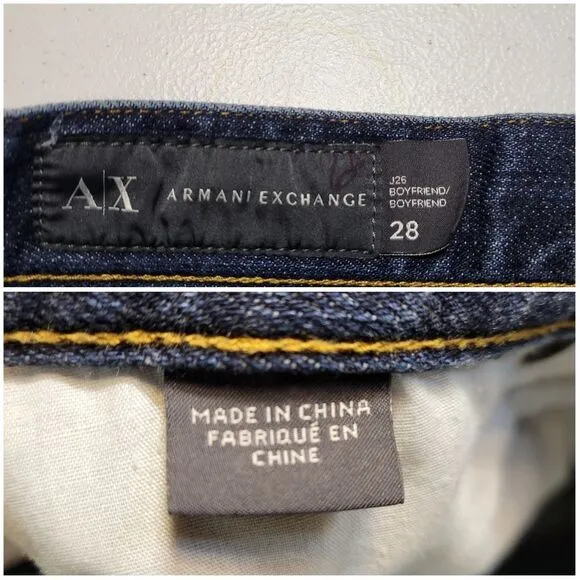 A|X ARMANI EXCHANGE
J26
BOYFRIEND/
BOYFRIEND
28
MADE IN CHINA
FABRIQUÉ EN
CHINE